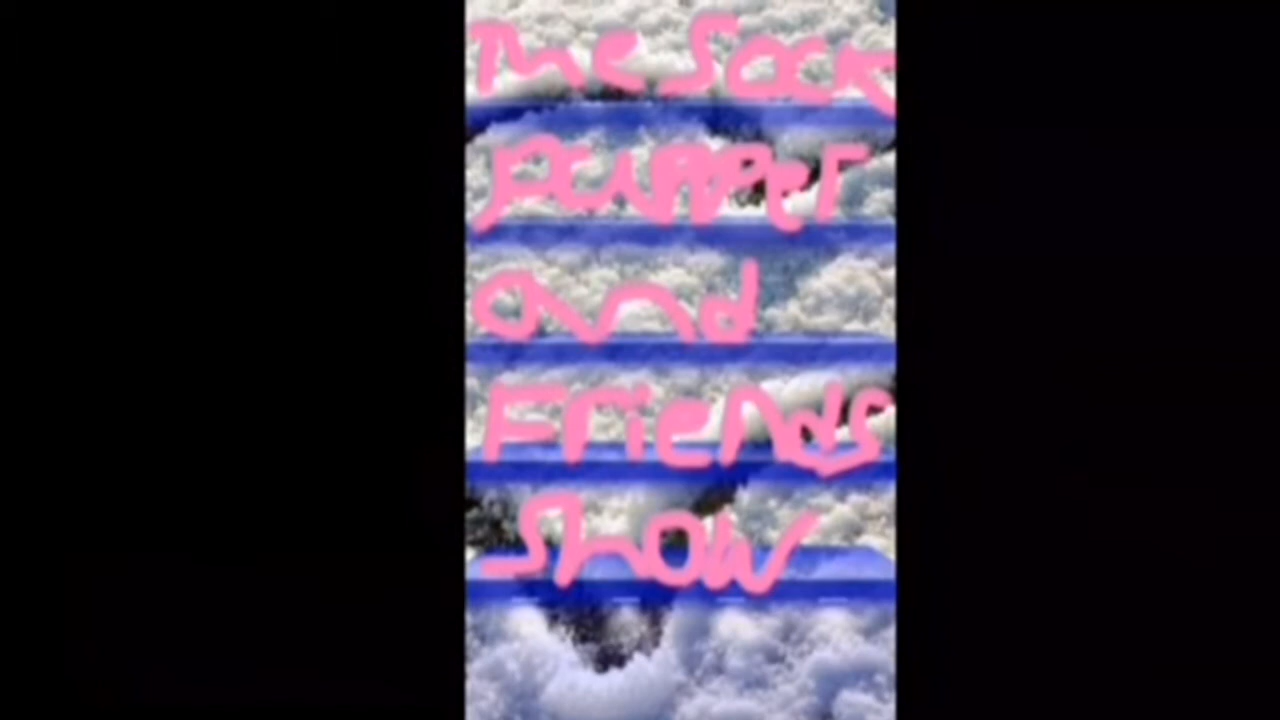 The Sock
puppet
and
Friends
Show